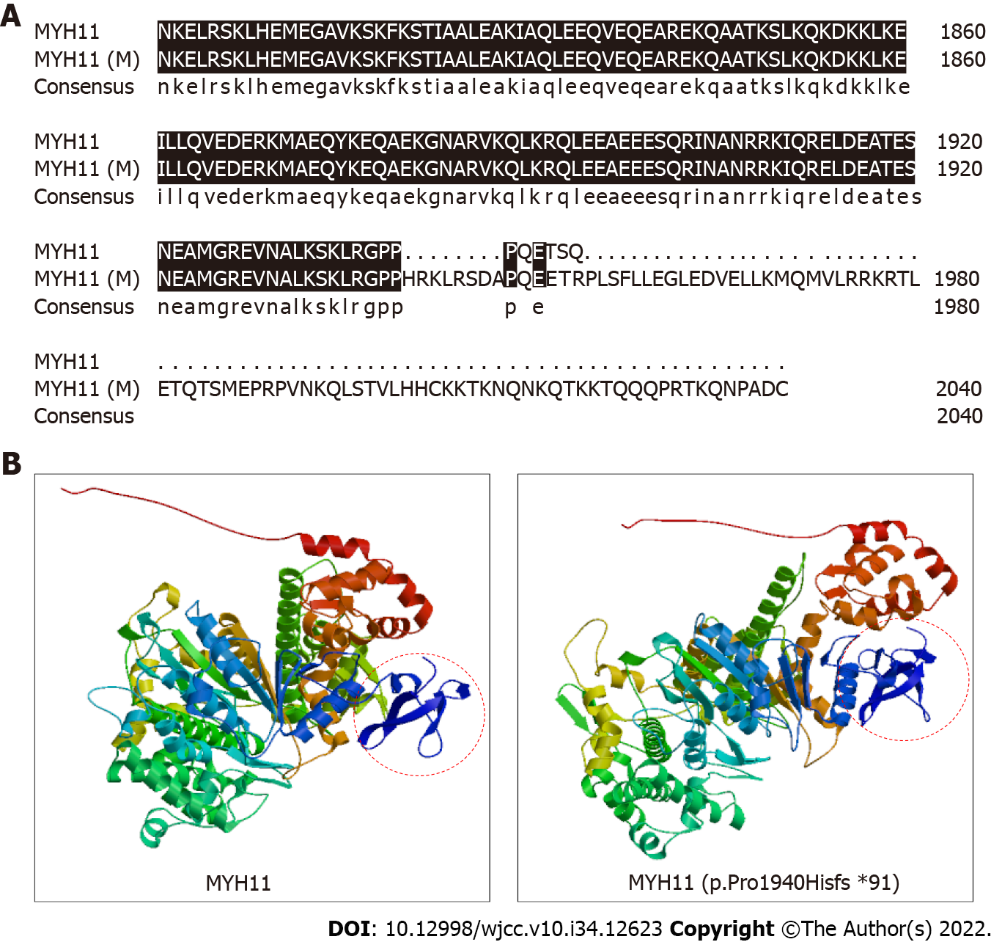 A
MYH11 NKELRSKLHEMEGAVKSKFKSTIAALEAKIAQLEEQVEQEAREKQAATKSLKQKDKKLKE 1860
MYH11 (M) NKELRSKLHEMEGAVKSKFKSTIAALEAKIAQLEEQVEQEAREKQAATKSLKQKDKKLKE 1860
Consensus nkelrsklhemegavkskfkstiaaleakiaqleeqveqearekqaatkslkqkdkklke
MYH11 ILLQVEDERKMAEQYKEQAEKGNARVKQLKRQLEEAEEESQRINANRRKIQRELDEATES 1920
MYH11 (M) ILLQVEDERKMAEQYKEQAEKGNARVKQLKRQLEEAEEESQRINANRRKIQRELDEATES 1920
Consensus illqvederkmaeqykeqaekgnarvkqlkrqleeaeeesqrinanrrkiqreldeates
MYH11 NEAMGREVNALKSKLRGPP........PQETSQ.........................
MYH11 (M) NEAMGREVNALKSKLRGPPHRKLRSDAPQEETRPLSFLLEGLEDVELLKMQMVLRRKRTL 1980
Consensus neamgrevnalksklrgpp p e 1980
MYH11 ..............................................
MYH11 (M) ETQTSMEPRPVNKQLSTVLHHCKKTKNQNKQTKKTQQQPRTKQNPADC 2040
Consensus 2040
B
MYH11
MYH11 (p.Pro1940Hisfs *91)
DOI: 10.12998/wjcc.v10.i34.12623 Copyright ©The Author(s) 2022.